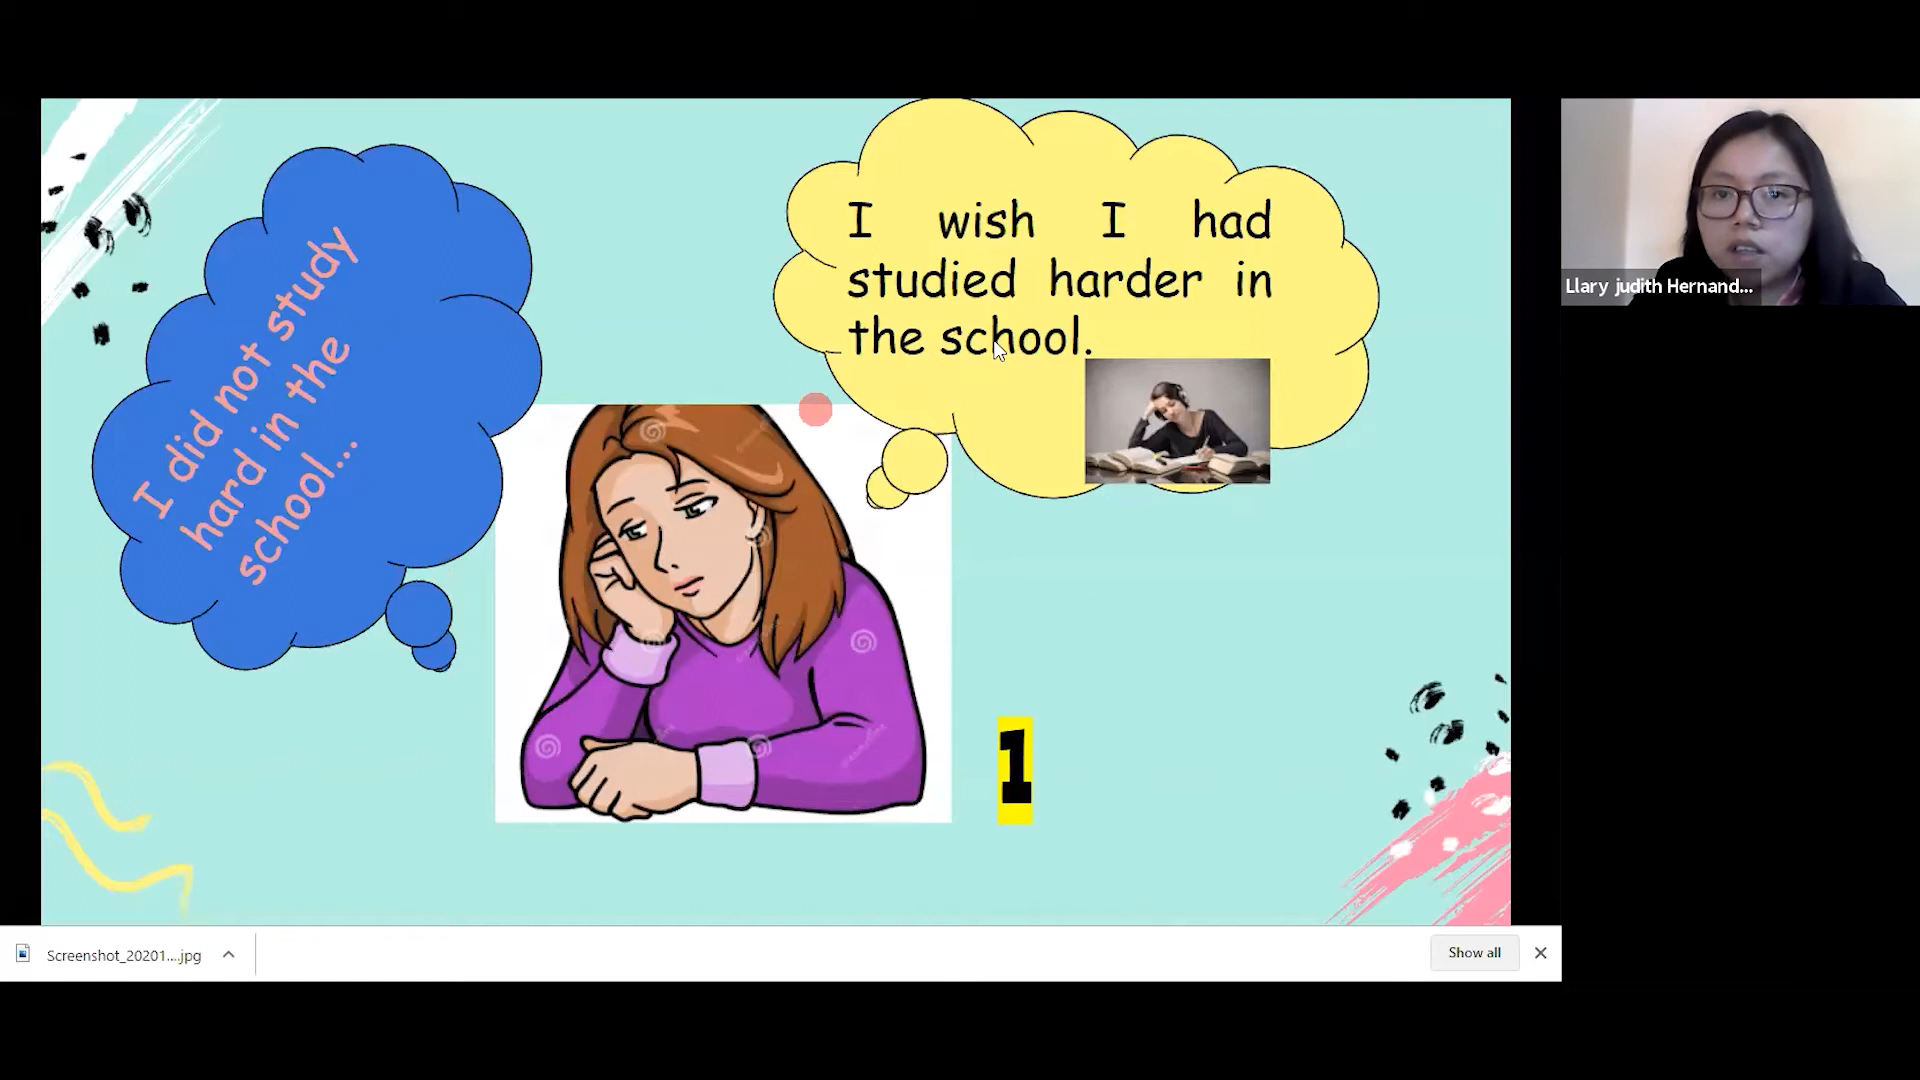 I did not study
hard in the
school...
I wish I had
studied harder in
the school.
1
Llary judith Hernand...
Screenshot_20201....jpg
Show all